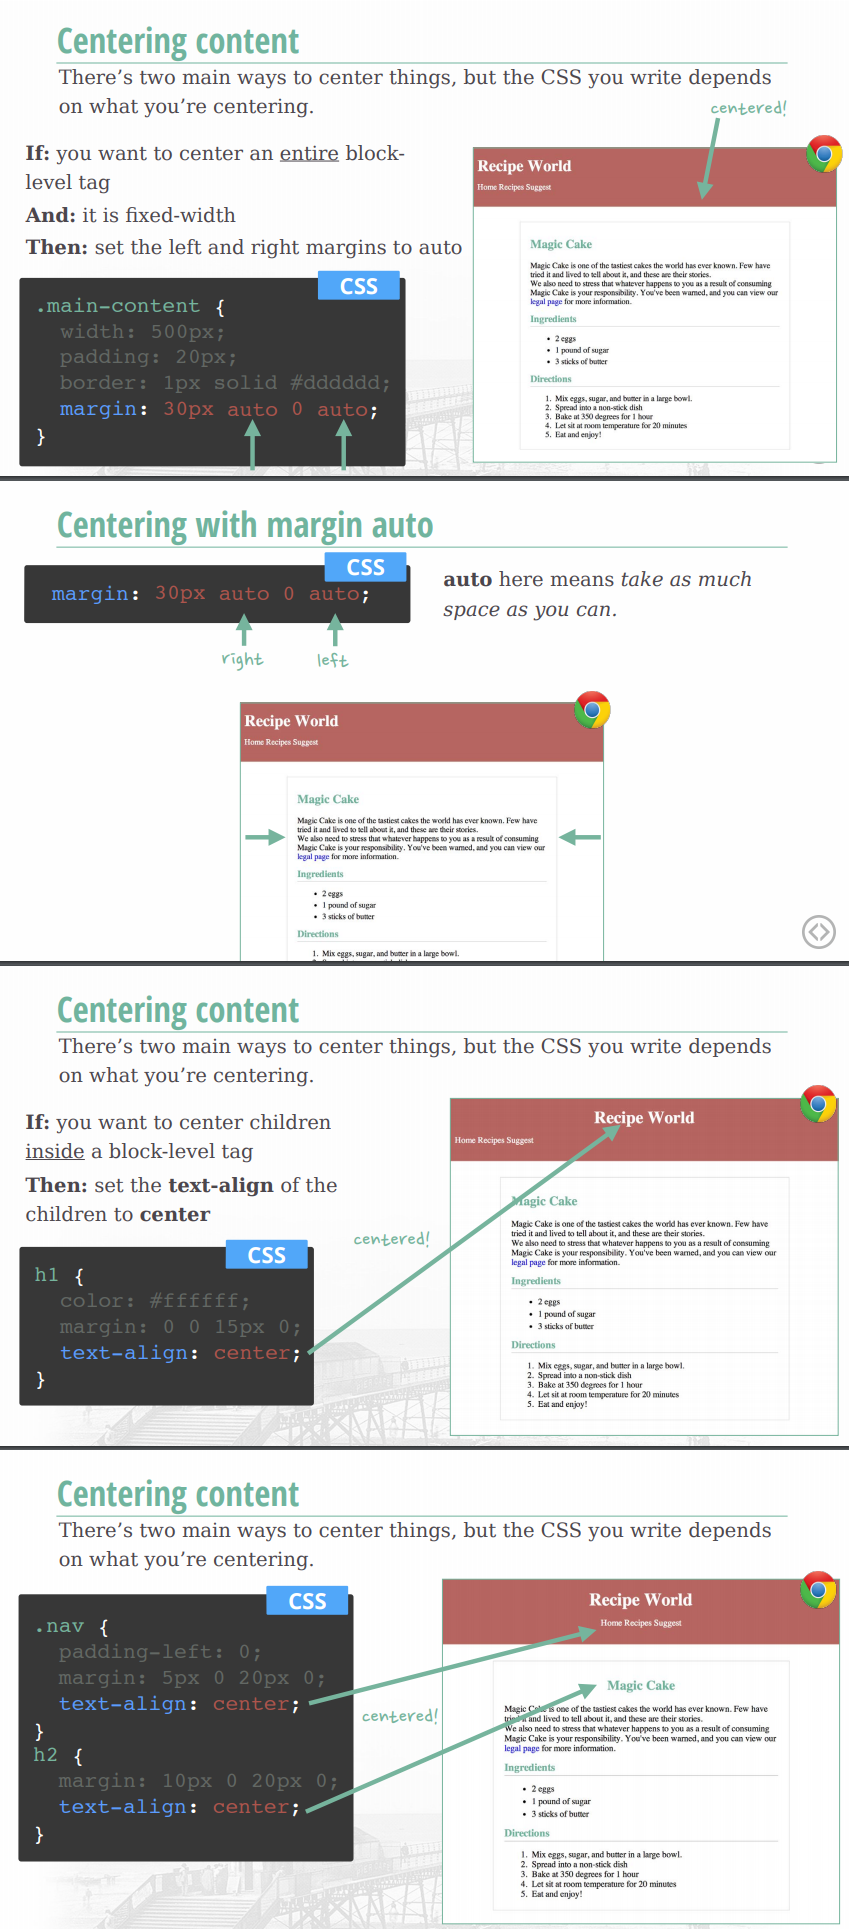 Centering content
There's two main ways to center things, but the CSS you write depends
on what you're centering.
centered!
If: you want to center an entire block-
level tag
And: it is fixed-width
Then: set the left and right margins to auto
CSS
.main-content {
width: 500px;
padding: 20px;
border: 1px solid #dddddd;
margin: 30px auto 0 auto;
}
Recipe World
Home Recipes Suggest
Magic Cake
Magic Cake is one of the tastiest cakes the world has ever known. Few have
tried it and lived to tell about it, and these are their stories.
We also need to stress that whatever happens to you as a result of consuming
Magic Cake is your responsibility. You've been warned, and you can view our
legal page for more information.
Ingredients
• 2 eggs
• 1 pound of sugar
• 3 sticks of butter
Directions
1. Mix eggs, sugar, and butter in a large bowl.
2. Spread into a non-stick dish
3. Bake at 350 degrees for 1 hour
4. Let sit at room temperature for 20 minutes
5. Eat and enjoy!
Centering with margin auto
CSS
margin: 30px auto 0 auto;
right left
auto here means take as much
space as you can.
Recipe World
Home Recipes Suggest
Magic Cake
Magic Cake is one of the tastiest cakes the world has ever known. Few have
tried it and lived to tell about it, and these are their stories.
We also need to stress that whatever happens to you as a result of consuming
Magic Cake is your responsibility. You've been warned, and you can view our
legal page for more information.
Ingredients
• 2 eggs
• 1 pound of sugar
• 3 sticks of butter
Directions
1. Mix eggs, sugar, and butter in a large bowl.
Centering content
There's two main ways to center things, but the CSS you write depends
on what you're centering.
If: you want to center children
inside a block-level tag
Then: set the text-align of the
children to center
centered!
CSS
h1 {
color: #ffffff;
margin: 0 0 15px 0;
text-align: center;
}
Recipe World
Home Recipes Suggest
Magic Cake
Magic Cake is one of the tastiest cakes the world has ever known. Few have
tried it and lived to tell about it, and these are their stories.
We also need to stress that whatever happens to you as a result of consuming
Magic Cake is your responsibility. You've been warned, and you can view our
legal page for more information.
Ingredients
• 2 eggs
• 1 pound of sugar
• 3 sticks of butter
Directions
1. Mix eggs, sugar, and butter in a large bowl.
2. Spread into a non-stick dish
3. Bake at 350 degrees for 1 hour
4. Let sit at room temperature for 20 minutes
5. Eat and enjoy!
Centering content
There's two main ways to center things, but the CSS you write depends
on what you're centering.
CSS
.nav {
padding-left: 0;
margin: 5px 0 20px 0;
text-align: center;
}
h2 {
margin: 10px 0 20px 0;
text-align: center;
}
centered!
Recipe World
Home Recipes Suggest
Magic Cake
Magic Cake is one of the tastiest cakes the world has ever known. Few have
tried it and lived to tell about it, and these are their stories.
We also need to stress that whatever happens to you as a result of consuming
Magic Cake is your responsibility. You've been warned, and you can view our
legal page for more information.
Ingredients
• 2 eggs
• 1 pound of sugar
• 3 sticks of butter
Directions
1. Mix eggs, sugar, and butter in a large bowl.
2. Spread into a non-stick dish
3. Bake at 350 degrees for 1 hour
4. Let sit at room temperature for 20 minutes
5. Eat and enjoy!